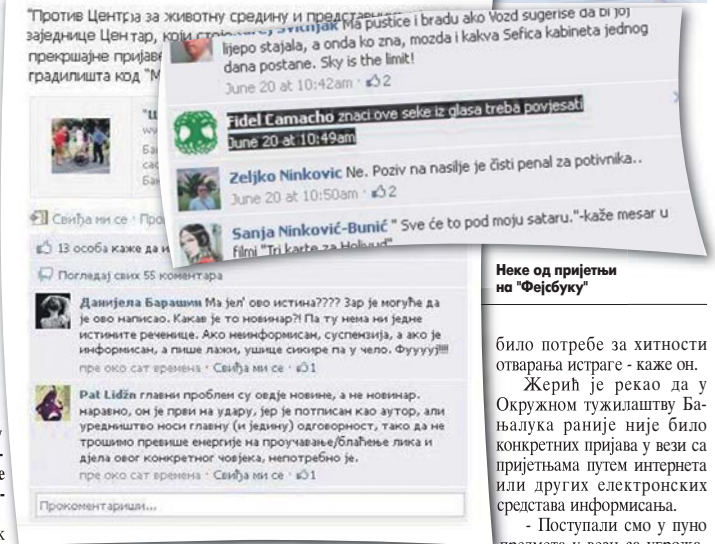 "Против Центра за животну средину и представ
заједнице Центар, који
прекршајне пријаве
градилишта код "М
Ma pustice i bradu ako Vozd sugerise da bi joj
lijepo stajala, a onda ko zna, mozda i kakva Sefica kabineta jednog
dana postane. Sky is the limit!
June 20 at 10:42am · 2
Fidel Camacho znaci ove seke iz glasa treba povjesati
June 20 at 10:49am
Zeljko Ninkovic Ne. Poziv na nasilje je čisti penal za potivnika..
June 20 at 10:50am · 2
Sanja Ninković-Bunić " Sve će to pod moju sataru."-kaže mesar u
filmi "Tri karte za Holivud"
Свиђа ми се · Про
13 особа каже да и
Погледај свих 55 коментара
Данијела Барашин Ма јел' ово истина???? Зар је могуће да
је ово написао. Какав је то новинар?! Па ту нема ни једне
истините реченице. Ако неинформисан, суспензија, а ако је
информисан, а пише лажи, ушице сикире па у чело. Фуууују!!!!
пре око сат времена · Свиђа ми се · 1
Pat Lidžn главни проблем су овдје новине, а не новинар.
наравно, он је први на удару, јер је потписан као аутор, али
уредништво носи главну (и једину) одговорност, тако да не
трошимо превише енергије на проучавање/блаћење лика и
дјела овог конкретног човјека, непотребно је.
пре око сат времена · Свиђа ми се · 1
Прокоментариши...
Неке од пријетњи
на "Фејсбуку"
било потребе за хитности
отварања истраге - каже он.
Жерић је рекао да у
Окружном тужилаштву Ба-
њалука раније није било
конкретних пријава у вези са
пријетњама путем интернета
или других електронских
средстава информисања.
- Поступали смо у пуно